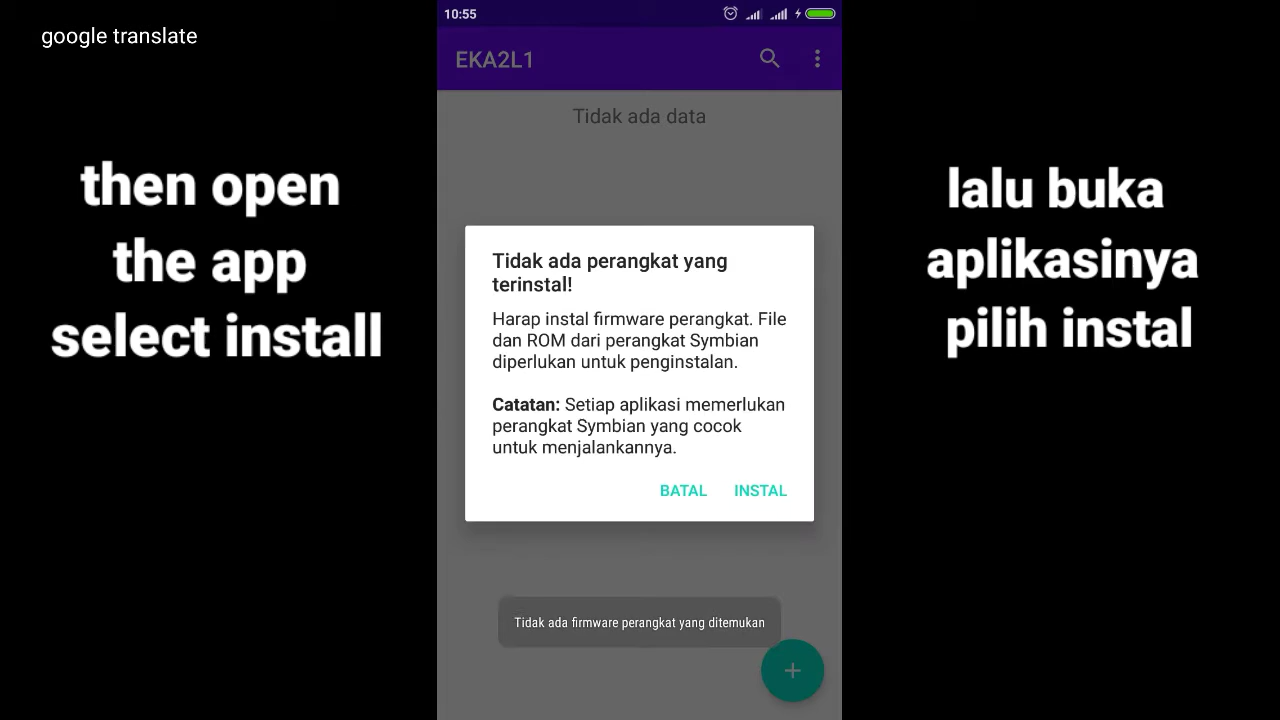 google translate
then open
the app
select install
10:55
EKA2L1
Tidak ada data
Tidak ada perangkat yang
terinstal!
Harap instal firmware perangkat. File
dan ROM dari perangkat Symbian
diperlukan untuk penginstalan.
Catatan: Setiap aplikasi memerlukan
perangkat Symbian yang cocok
untuk menjalankannya.
BATAL INSTAL
Tidak ada firmware perangkat yang ditemukan
lalu buka
aplikasinya
pilih instal